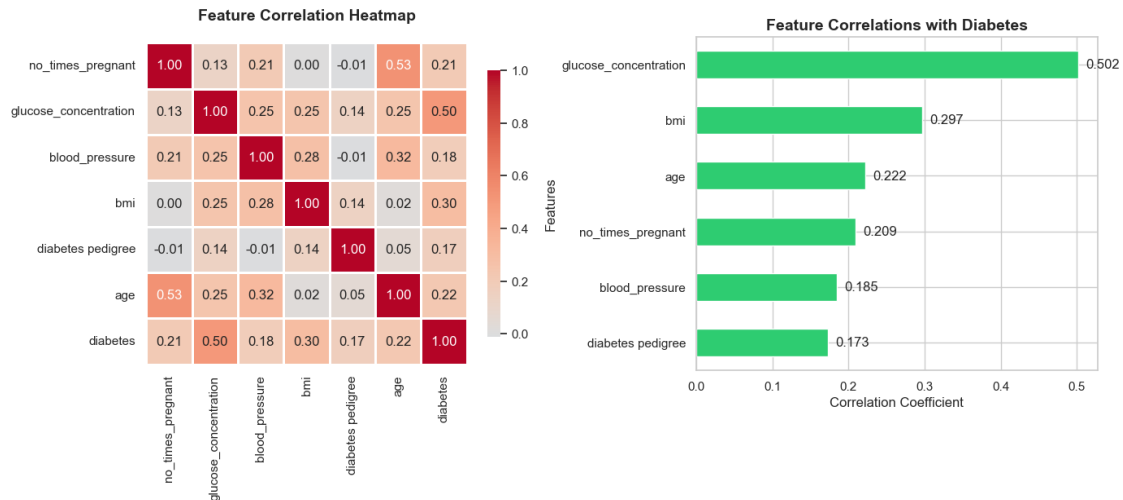 Feature Correlation Heatmap
no_times_pregnant 1.00 0.13 0.21 0.00 -0.01 0.53 0.21
glucose_concentration 0.13 1.00 0.25 0.25 0.14 0.25 0.50
blood_pressure 0.21 0.25 1.00 0.28 -0.01 0.32 0.18
bmi 0.00 0.25 0.28 1.00 0.14 0.02 0.30
diabetes pedigree -0.01 0.14 -0.01 0.14 1.00 0.05 0.17
age 0.53 0.25 0.32 0.02 0.05 1.00 0.22
diabetes 0.21 0.50 0.18 0.30 0.17 0.22 1.00
no_times_pregnant
glucose_concentration
blood_pressure
bmi
diabetes pedigree
age
diabetes
1.0
0.8
0.6
0.4
0.2
0.0
Feature Correlations with Diabetes
Features
glucose_concentration 0.502
bmi 0.297
age 0.222
no_times_pregnant 0.209
blood_pressure 0.185
diabetes pedigree 0.173
0.0 0.1 0.2 0.3 0.4 0.5
Correlation Coefficient